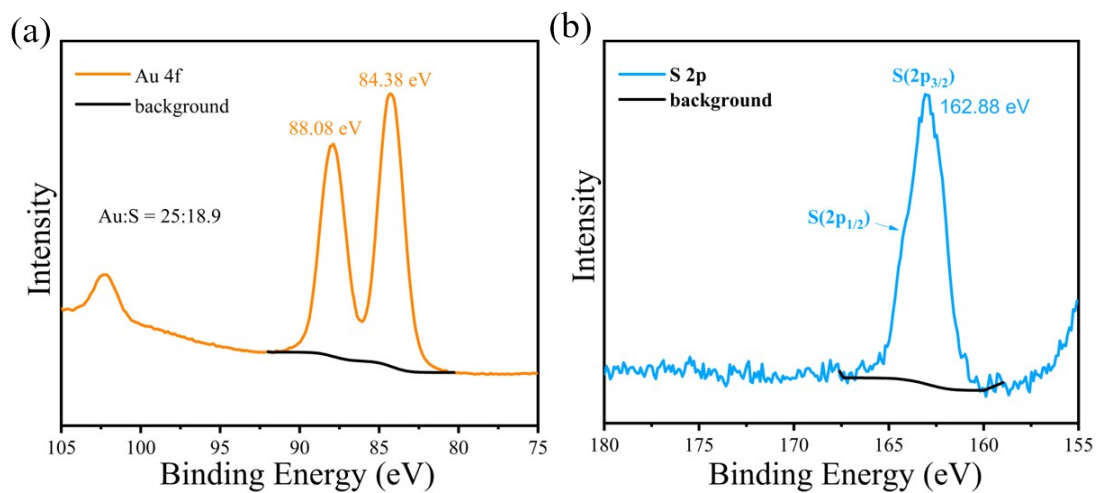 (a)
Au 4f
background
84.38 eV
88.08 eV
Au:S = 25:18.9
Intensity
105 100 95 90 85 80 75
Binding Energy (eV)
(b)
S 2p
background
S(2p3/2)
162.88 eV
S(2p1/2)
Intensity
180 175 170 165 160 155
Binding Energy (eV)